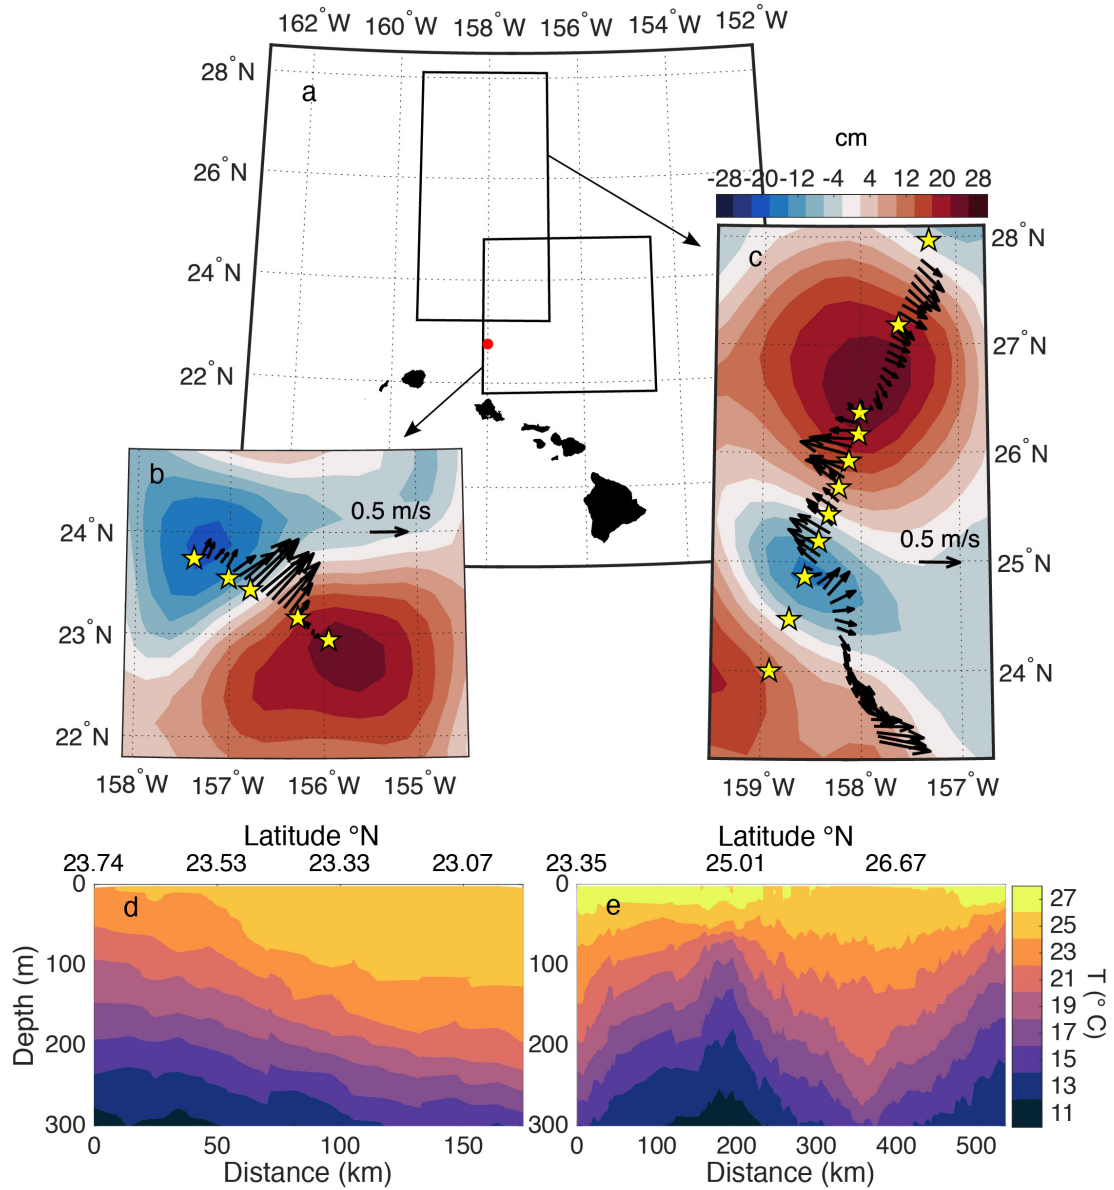 162°W 160°W 158°W 156°W 154°W 152°W
28°N
26°N
24°N
22°N
a
cm
-28 -20 -12 -4 4 12 20 28
c
28°N
27°N
26°N
25°N
24°N
0.5 m/s
159°W 158°W 157°W
b
0.5 m/s
24°N
23°N
22°N
158°W 157°W 156°W 155°W
Latitude °N
23.74 23.53 23.33 23.07
d
0
100
200
300
Depth (m)
0 50 100 150
Distance (km)
Latitude °N
23.35 25.01 26.67
e
0
100
200
300
0 100 200 300 400 500
Distance (km)
27
25
23
21
19
17
15
13
11
T (°C)